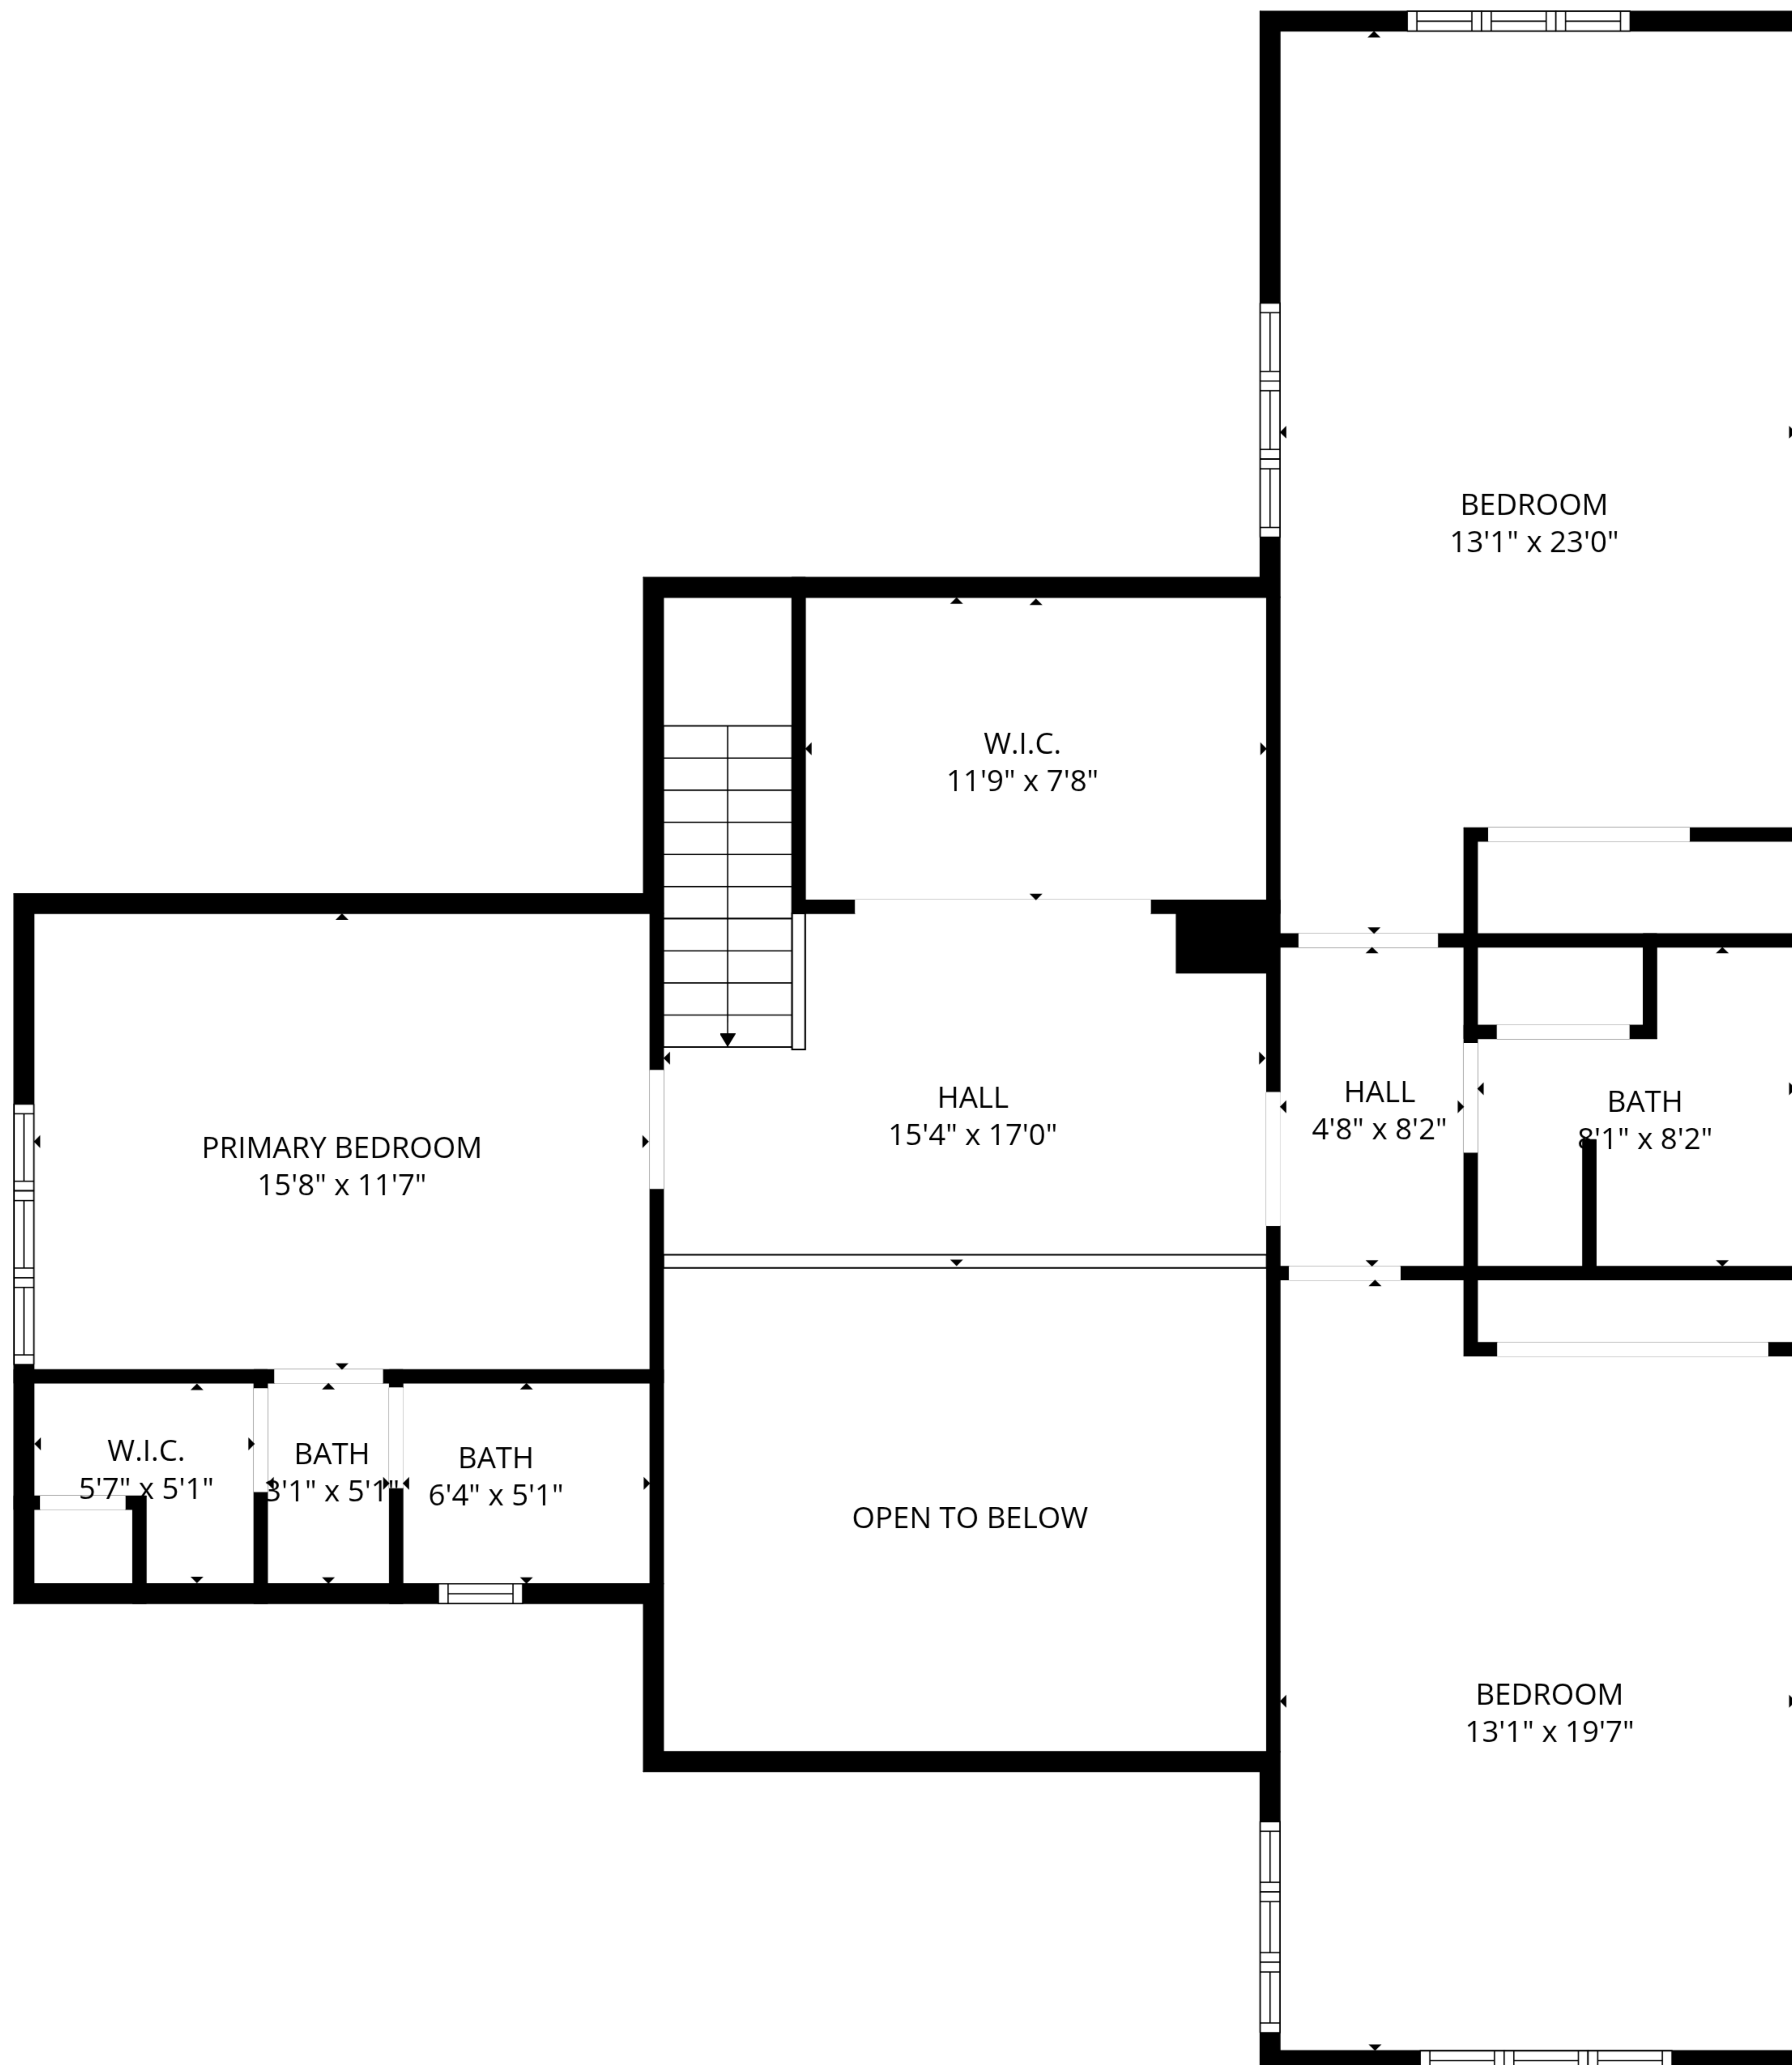 BEDROOM
13'1" x 23'0"
W.I.C.
11'9" x 7'8"
HALL
15'4" x 17'0"
HALL
4'8" x 8'2"
BATH
8'1" x 8'2"
PRIMARY BEDROOM
15'8" x 11'7"
W.I.C.
5'7" x 5'1"
BATH
3'1" x 5'1"
BATH
6'4" x 5'1"
OPEN TO BELOW
BEDROOM
13'1" x 19'7"